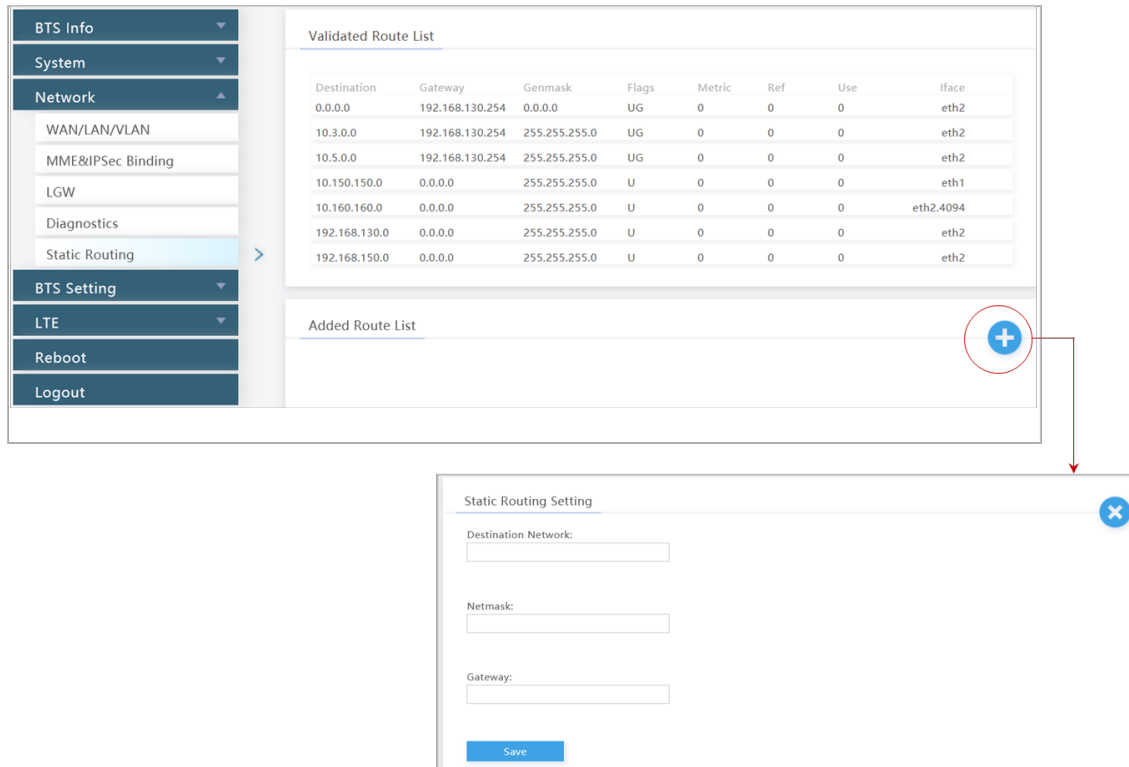 BTS Info
System
Network
WAN/LAN/VLAN
MME&IPSec Binding
LGW
Diagnostics
Static Routing
BTS Setting
LTE
Reboot
Logout
Validated Route List
Destination Gateway Genmask Flags Metric Ref Use Iface
0.0.0.0 192.168.130.254 0.0.0.0 UG 0 0 0 eth2
10.3.0.0 192.168.130.254 255.255.255.0 UG 0 0 0 eth2
10.5.0.0 192.168.130.254 255.255.255.0 UG 0 0 0 eth2
10.150.150.0 0.0.0.0 255.255.255.0 U 0 0 0 eth1
10.160.160.0 0.0.0.0 255.255.255.0 U 0 0 0 eth2.4094
192.168.130.0 0.0.0.0 255.255.255.0 U 0 0 0 eth2
192.168.150.0 0.0.0.0 255.255.255.0 U 0 0 0 eth2
Added Route List
Static Routing Setting
Destination Network:
Netmask:
Gateway:
Save